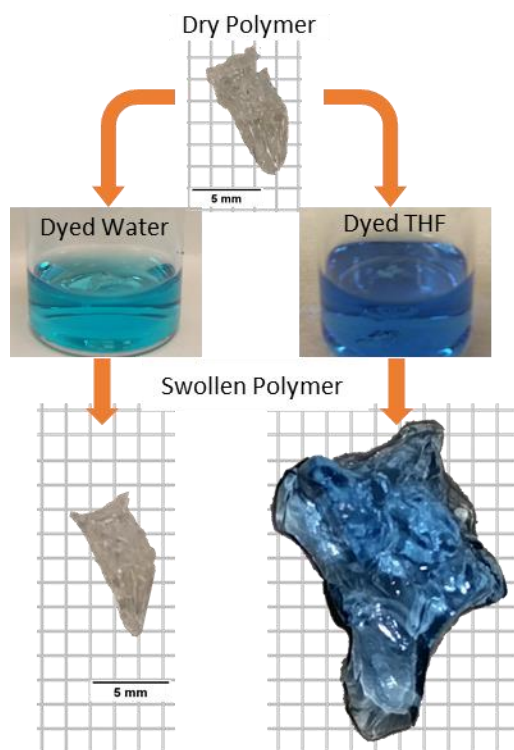 Dry Polymer
5 mm
Dyed Water
Dyed THF
Swollen Polymer
5 mm